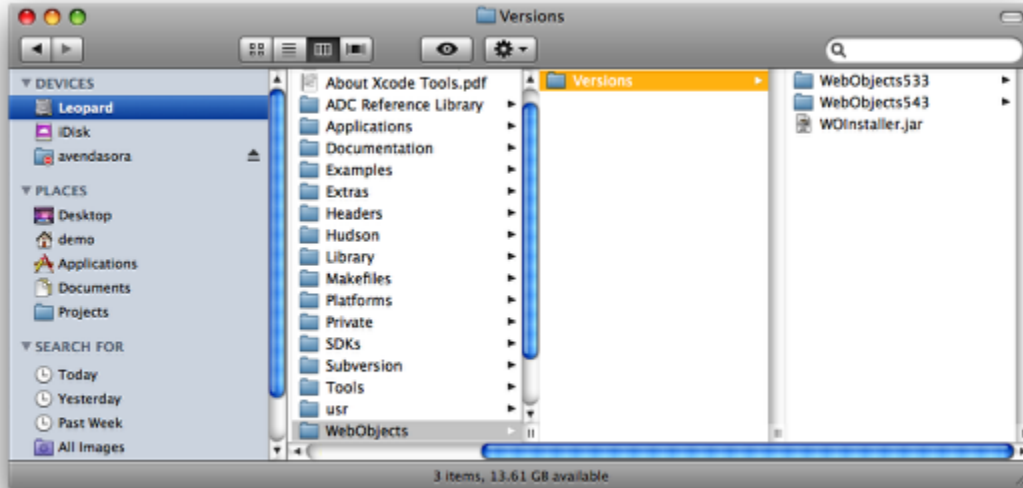 Versions
DEVICES
Leopard
iDisk
avendasora
PLACES
Desktop
demo
Applications
Documents
Projects
SEARCH FOR
Today
Yesterday
Past Week
All Images
About Xcode Tools.pdf
ADC Reference Library
Applications
Documentation
Examples
Extras
Headers
Hudson
Library
Makefiles
Platforms
Private
SDKs
Subversion
Tools
usr
WebObjects
Versions
WebObjects533
WebObjects543
WOInstaller.jar
3 items, 13.61 GB available